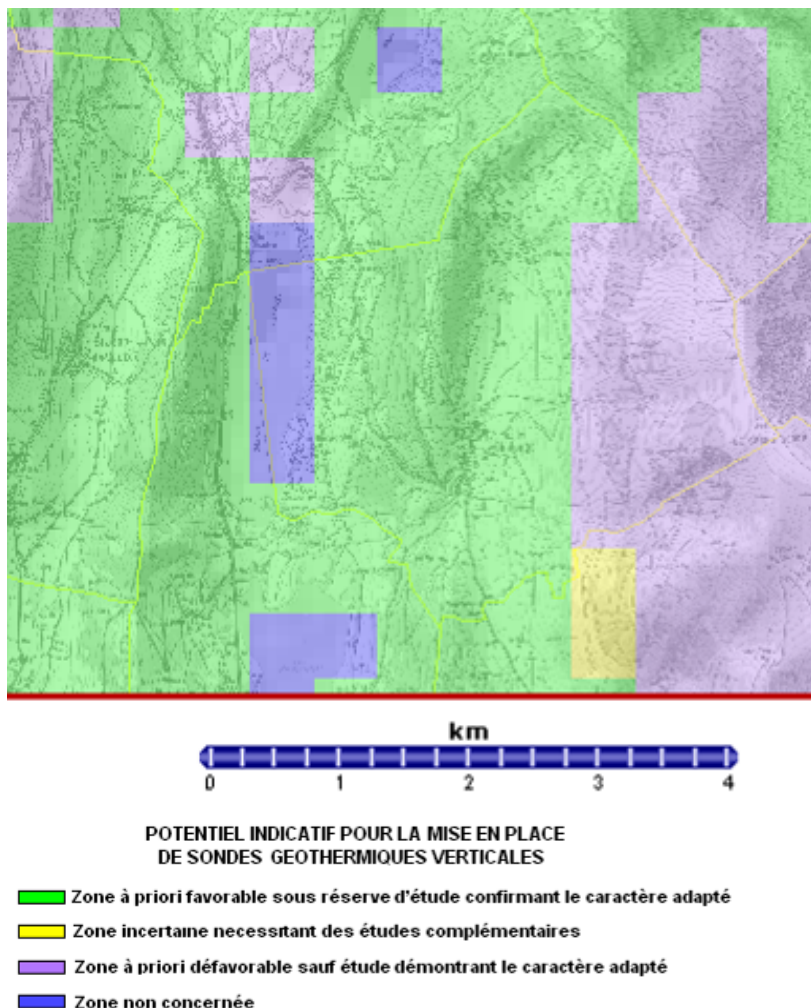 km
0 1 2 3 4
POTENTIEL INDICATIF POUR LA MISE EN PLACE
DE SONDES GEOTHERMIQUES VERTICALES
Zone à priori favorable sous réserve d'étude confirmant le caractère adapté
Zone incertaine necessitant des études complémentaires
Zone à priori défavorable sauf étude démontrant le caractère adapté
Zone non concernée